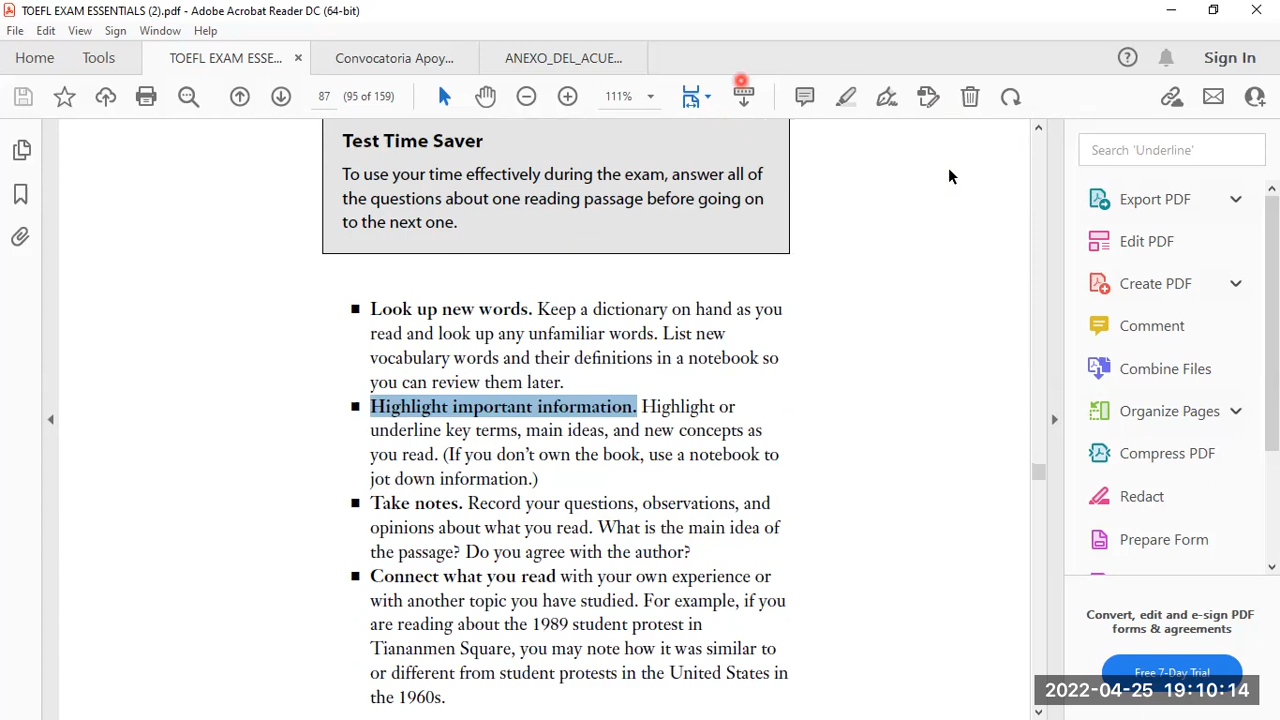 TOEFL EXAM ESSENTIALS (2).pdf - Adobe Acrobat Reader DC (64-bit)
File Edit View Sign Window Help
Home Tools TOEFL EXAM ESSE... × Convocatoria Apoy... ANEXO_DEL_ACUE... Sign In
87 (95 of 159) 111%
Test Time Saver
To use your time effectively during the exam, answer all of
the questions about one reading passage before going on
to the next one.
■ Look up new words. Keep a dictionary on hand as you
read and look up any unfamiliar words. List new
vocabulary words and their definitions in a notebook so
you can review them later.
■ Highlight important information. Highlight or
underline key terms, main ideas, and new concepts as
you read. (If you don’t own the book, use a notebook to
jot down information.)
■ Take notes. Record your questions, observations, and
opinions about what you read. What is the main idea of
the passage? Do you agree with the author?
■ Connect what you read with your own experience or
with another topic you have studied. For example, if you
are reading about the 1989 student protest in
Tiananmen Square, you may note how it was similar to
or different from student protests in the United States in
the 1960s.
Search 'Underline'
Export PDF
Edit PDF
Create PDF
Comment
Combine Files
Organize Pages
Compress PDF
Redact
Prepare Form
Convert, edit and e-sign PDF
forms & agreements
Free 7-Day Trial
2022-04-25 19:10:14